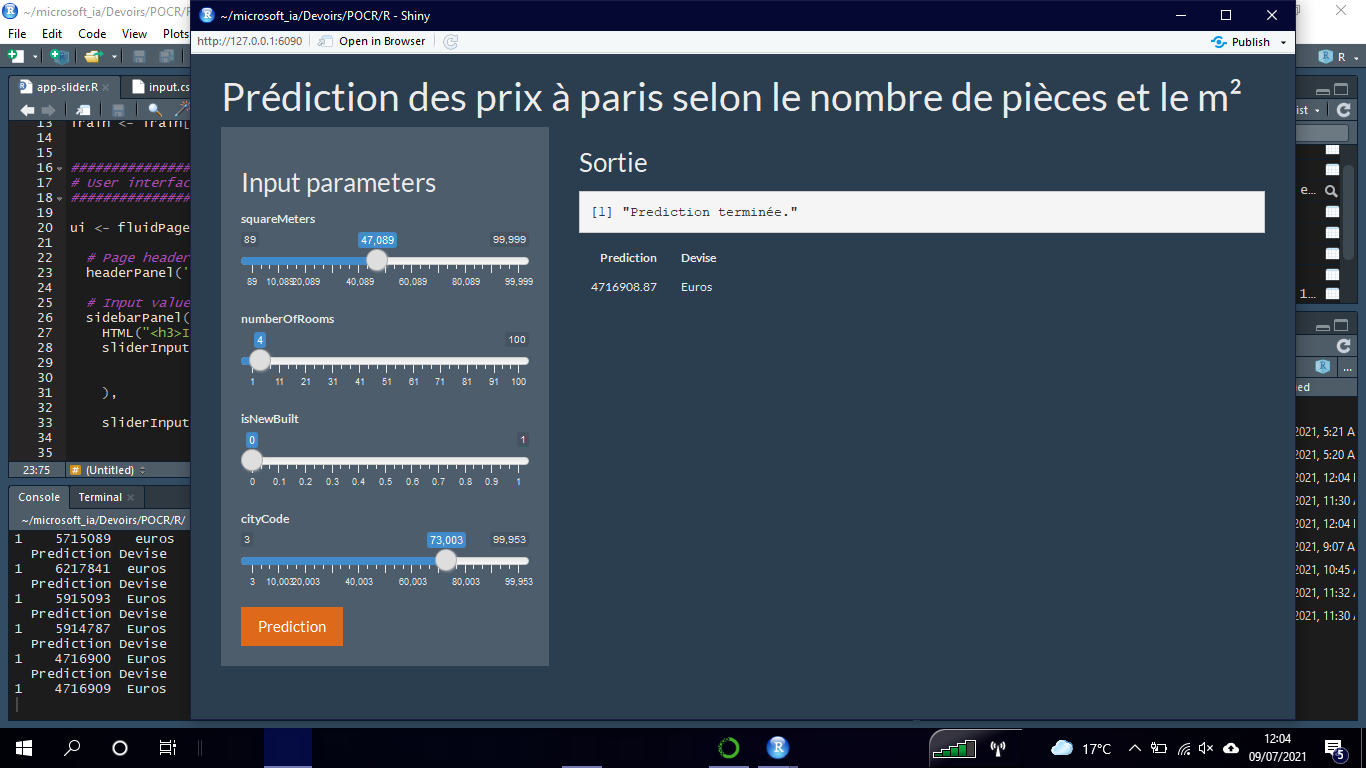 ~/microsoft_ia/Devoirs/POCR/R
~/microsoft_ia/Devoirs/POCR/R - Shiny
File Edit Code View Plots
http://127.0.0.1:6090 Open in Browser Publish
R
app-slider.R input.cs
ist
13 Train <- Train[
14
15
16 ###############
17 # User interfac
18 ###############
19
20 ui <- fluidPage
21
22 # Page header
23 headerPanel('
24
25 # Input value
26 sidebarPanel(
27 HTML("<h3>I
28 sliderInput
29
30
31 ),
32
33 sliderInput
34
35
23:75 (Untitled)
Console Terminal
~/microsoft_ia/Devoirs/POCR/R/
1 5715089 euros
Prediction Devise
1 6217841 euros
Prediction Devise
1 5915093 Euros
Prediction Devise
1 5914787 Euros
Prediction Devise
1 4716900 Euros
Prediction Devise
1 4716909 Euros
Prédiction des prix à paris selon le nombre de pièces et le m²
Input parameters
squareMeters
89 47,089 99,999
89 10,089 20,089 40,089 60,089 80,089 99,999
numberOfRooms
4 100
1 11 21 31 41 51 61 71 81 91 100
isNewBuilt
0 1
0 0.1 0.2 0.3 0.4 0.5 0.6 0.7 0.8 0.9 1
cityCode
3 73,003 99,953
3 10,003 20,003 40,003 60,003 80,003 99,953
Prediction
Sortie
[1] "Prediction terminée."
Prediction Devise
4716908.87 Euros
e...
1...
...
ed
2021, 5:21 A
2021, 5:20 A
2021, 12:04
2021, 11:30
2021, 12:04
2021, 9:07 A
2021, 10:45
2021, 11:32
2021, 11:30
17°C
12:04
09/07/2021
5